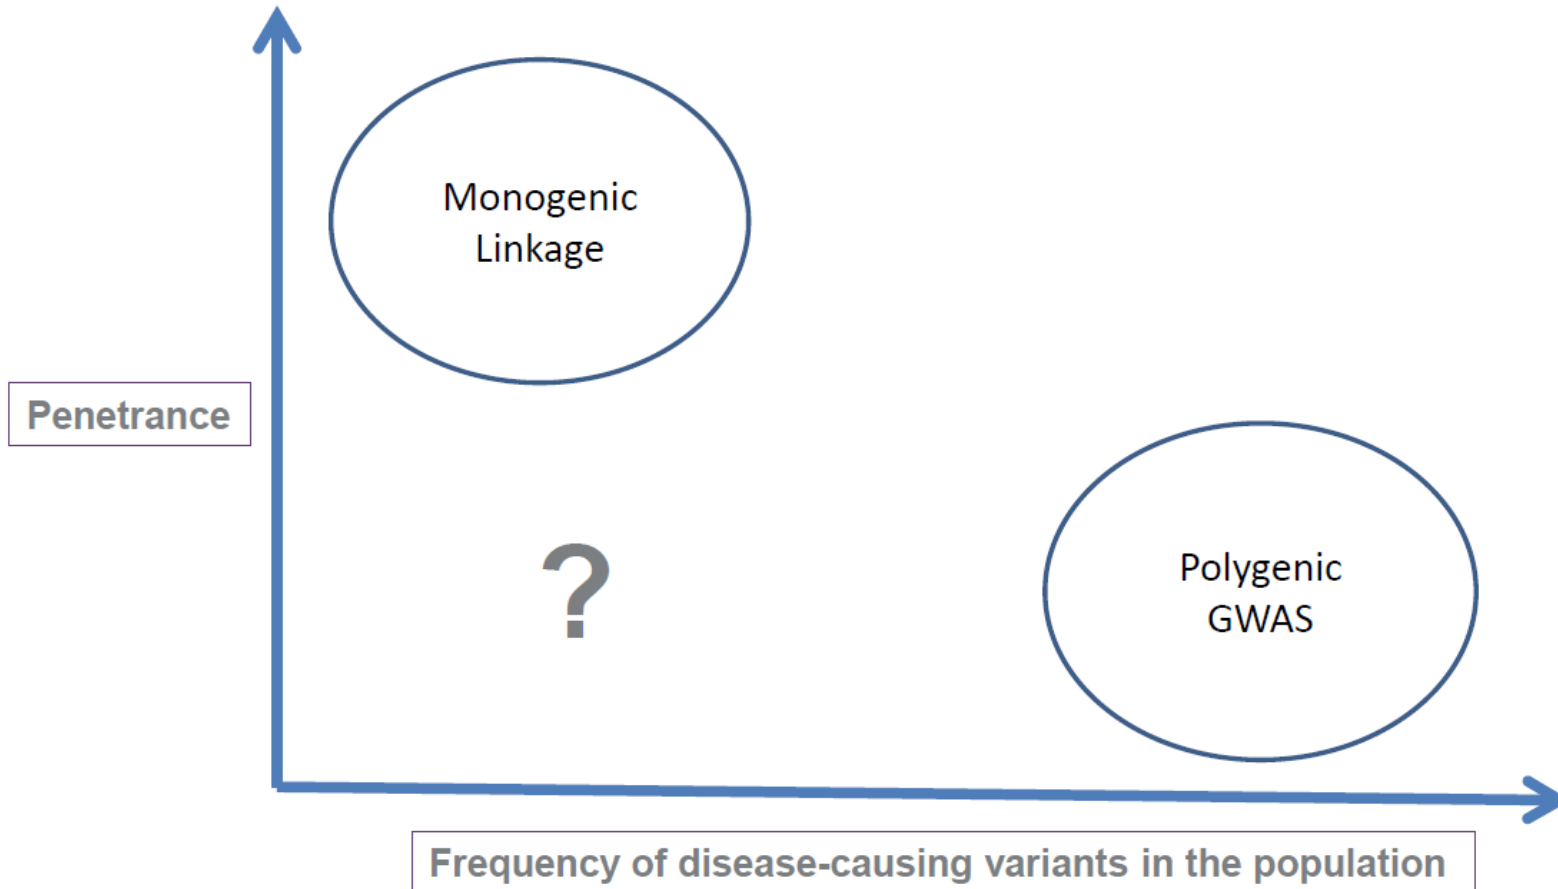 Monogenic
Linkage
Penetrance
?
Polygenic
GWAS
Frequency of disease-causing variants in the population